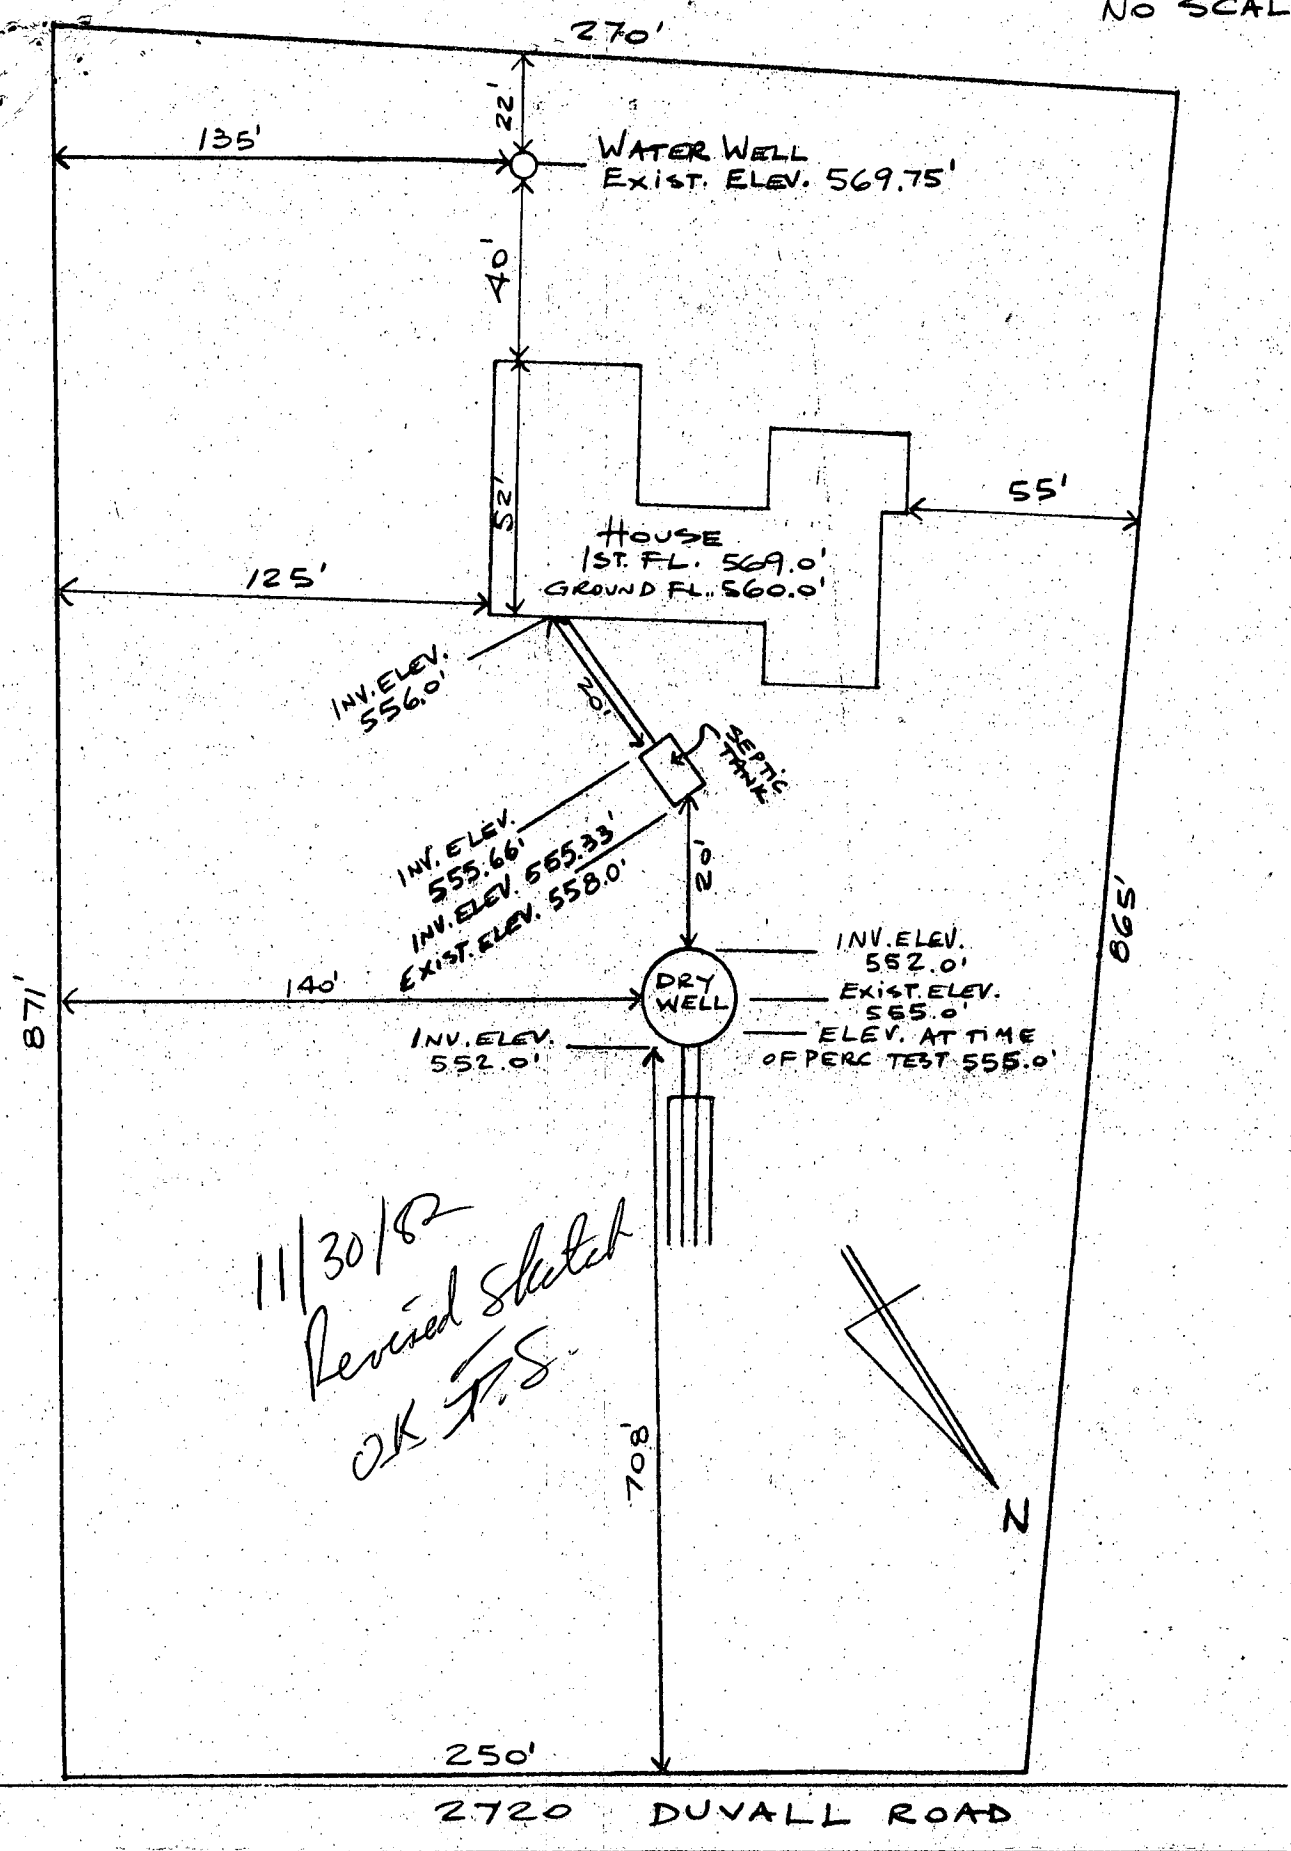 NO SCAL
270'
22'
135'
WATER WELL
EXIST. ELEV. 569.75'
40'
52'
55'
HOUSE
1ST. FL. 569.0'
GROUND FL. 560.0'
125'
INV. ELEV.
556.0'
20'
SEPTIC
TANK
INV. ELEV.
555.66'
INV. ELEV. 555.33'
EXIST. ELEV. 558.0'
20'
865'
871'
140'
DRY
WELL
INV. ELEV.
552.0'
EXIST. ELEV.
555.0'
ELEV. AT TIME
OF PERC TEST 555.0'
INV. ELEV.
552.0'
11/30/82
Revised Sketch
OK F.S.
708'
N
250'
2720 DUVALL ROAD